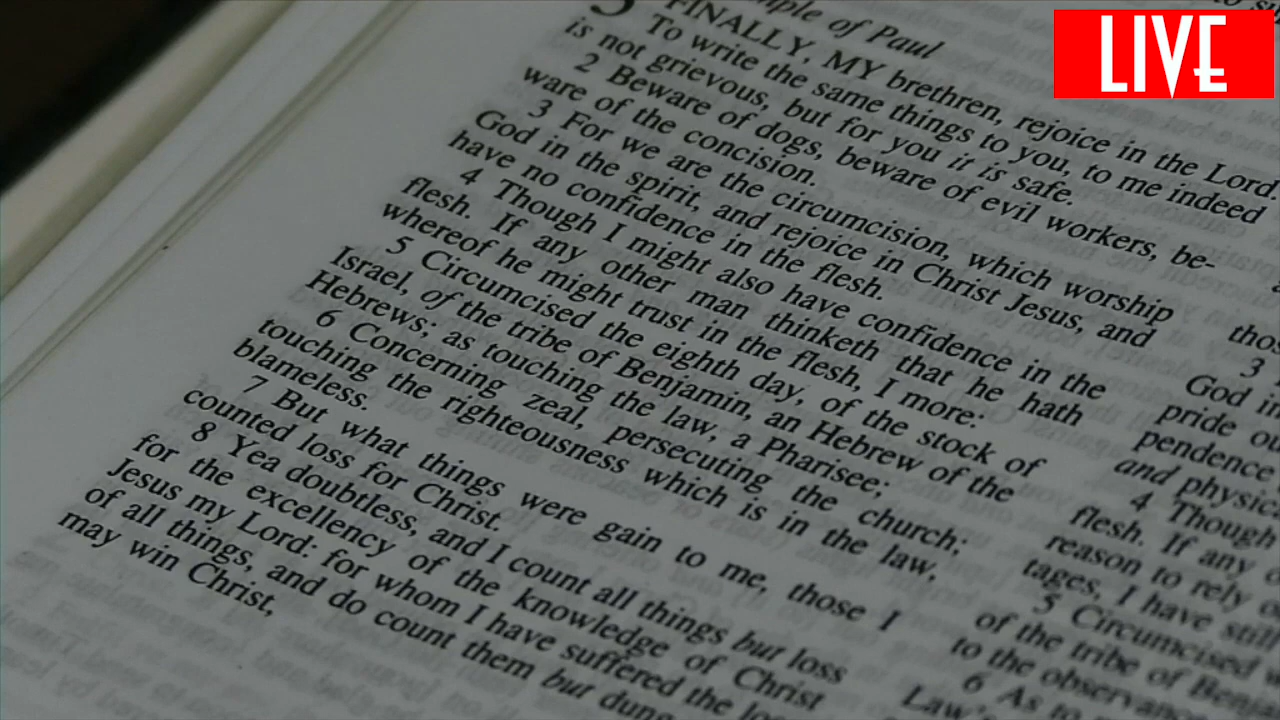 LIVE
ple of Paul
FINALLY, MY brethren, rejoice in the Lord.
To write the same things to you, to me indeed
is not grievous, but for you it is safe.
2 Beware of dogs, beware of evil workers, be-
ware of the concision.
3 For we are the circumcision, which worship
God in the spirit, and rejoice in Christ Jesus, and
have no confidence in the flesh.
4 Though I might also have confidence in the
flesh. If any other man thinketh that he hath
whereof he might trust in the flesh, I more:
5 Circumcised the eighth day, of the stock of
Israel, of the tribe of Benjamin, an Hebrew of the
Hebrews; as touching the law, a Pharisee;
6 Concerning zeal, persecuting the church;
touching the righteousness which is in the law,
blameless.
7 But what things were gain to me, those I
counted loss for Christ.
8 Yea doubtless, and I count all things but loss
for the excellency of the knowledge of Christ
Jesus my Lord: for whom I have suffered the
of all things, and do count them but dung
may win Christ,
3
God in
pride
pendence
and
4 Though
flesh. If any
reason to rely
tages, I have still
5 Circumcised
of the tribe of
to the
6 As to
Law's